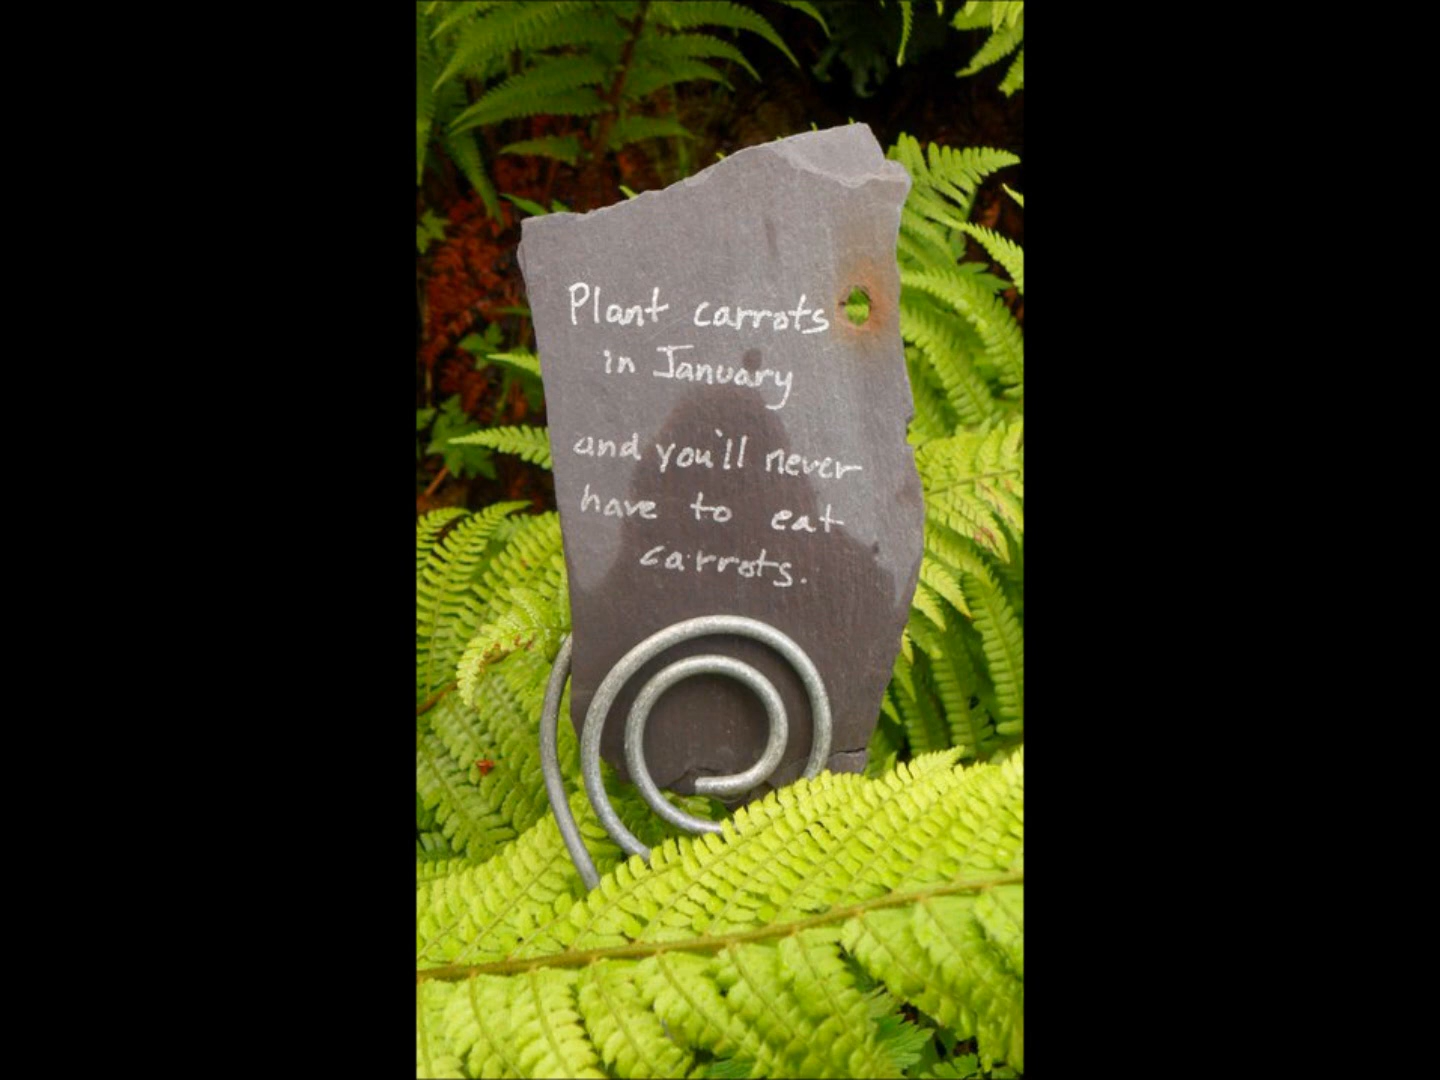 Plant carrots
in January
and you'll never
have to eat
carrots.